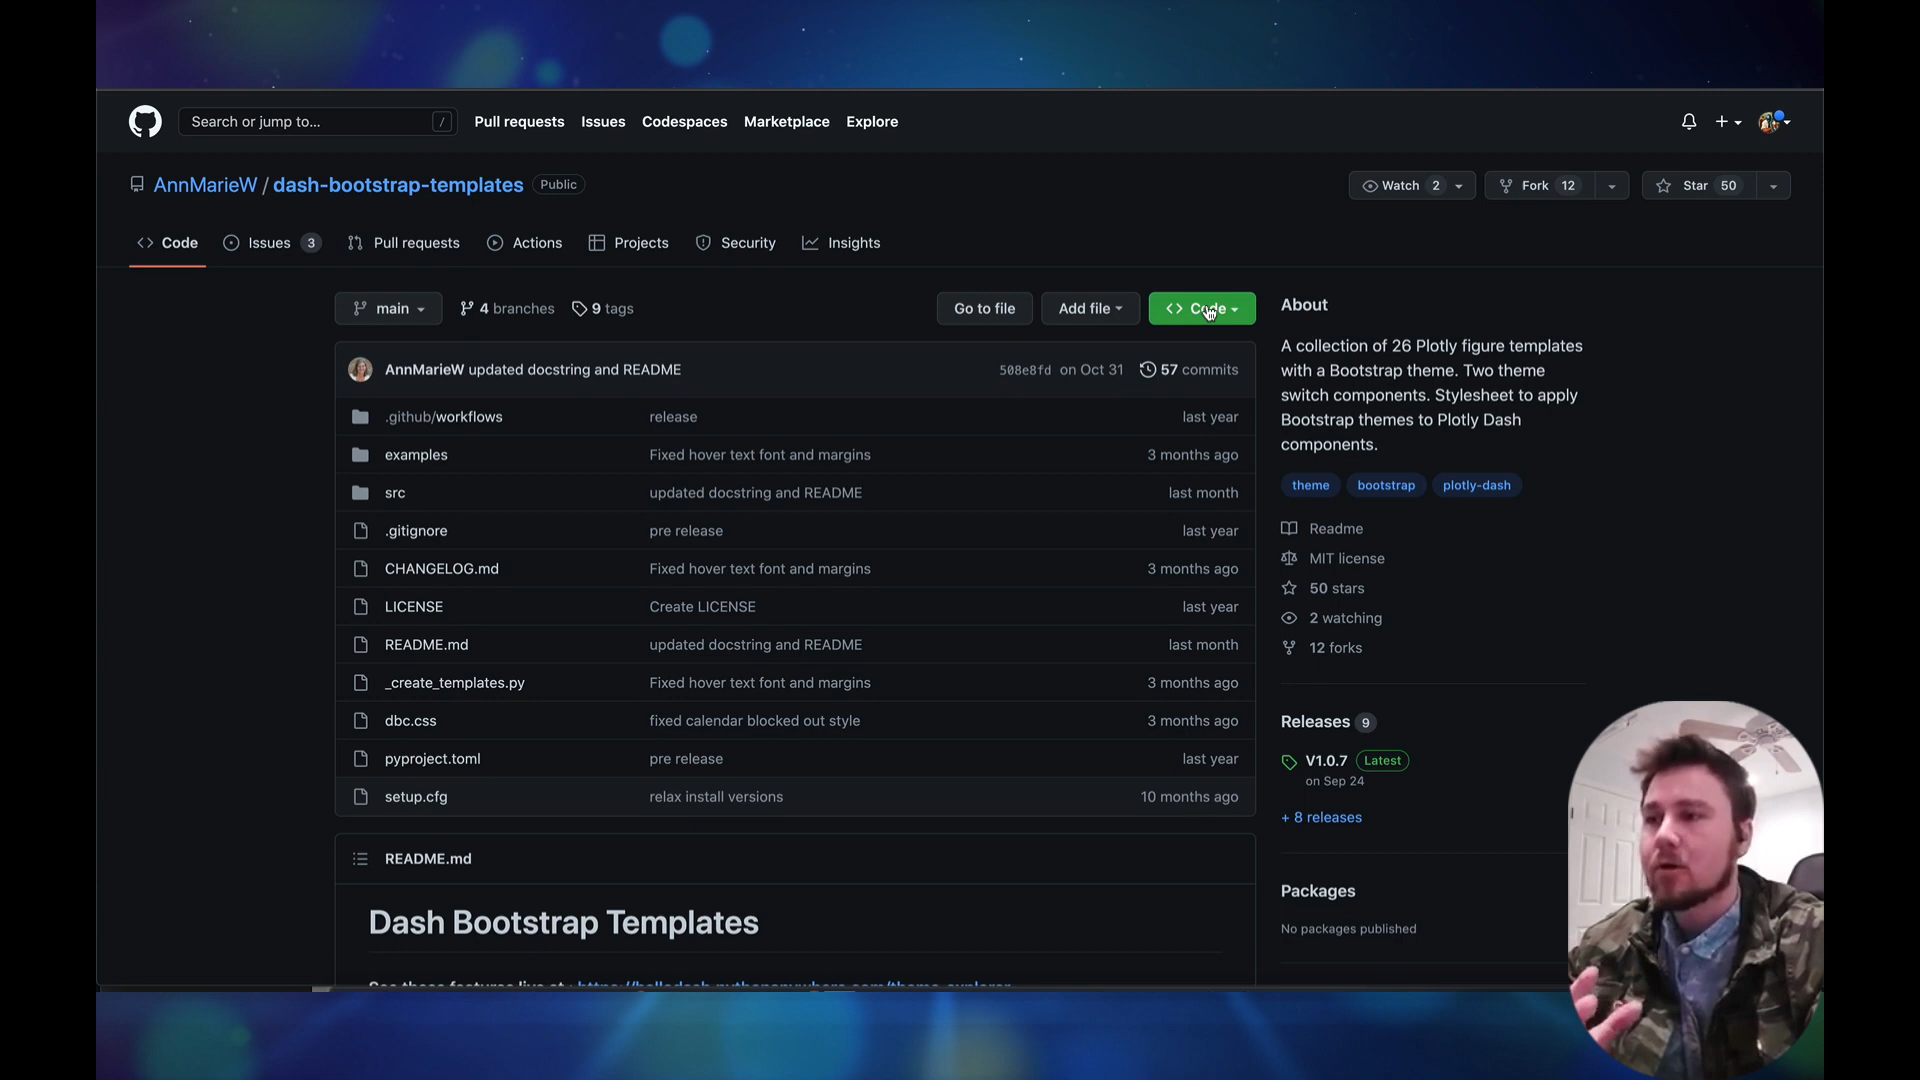 Search or jump to... /
Pull requests Issues Codespaces Marketplace Explore
AnnMarieW / dash-bootstrap-templates Public
Watch 2 Fork 12 Star 50
Code Issues 3 Pull requests Actions Projects Security Insights
main 4 branches 9 tags Go to file Add file Code
AnnMarieW updated docstring and README 508e8fd on Oct 31 57 commits
.github/workflows release last year
examples Fixed hover text font and margins 3 months ago
src updated docstring and README last month
.gitignore pre release last year
CHANGELOG.md Fixed hover text font and margins 3 months ago
LICENSE Create LICENSE last year
README.md updated docstring and README last month
_create_templates.py Fixed hover text font and margins 3 months ago
dbc.css fixed calendar blocked out style 3 months ago
pyproject.toml pre release last year
setup.cfg relax install versions 10 months ago
README.md
Dash Bootstrap Templates
See these features live at : https://hellodash.pythonanywhere.com/theme_explorer
About
A collection of 26 Plotly figure templates
with a Bootstrap theme. Two theme
switch components. Stylesheet to apply
Bootstrap themes to Plotly Dash
components.
theme bootstrap plotly-dash
Readme
MIT license
50 stars
2 watching
12 forks
Releases 9
V1.0.7 Latest
on Sep 24
+ 8 releases
Packages
No packages published